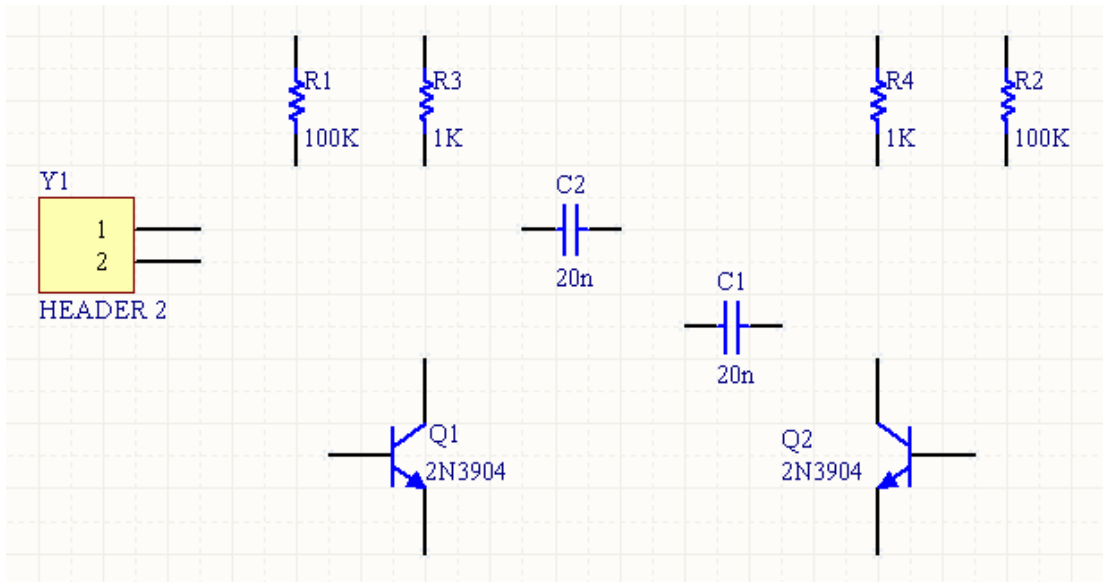 R1
100K
R3
1K
R4
1K
R2
100K
Y1
1
2
HEADER 2
C2
20n
C1
20n
Q1
2N3904
Q2
2N3904